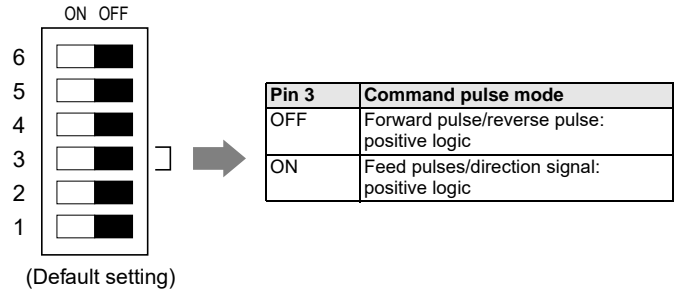 ON OFF
6
5
4
3
2
1
(Default setting)
Pin 3 Command pulse mode
OFF Forward pulse/reverse pulse:
positive logic
ON Feed pulses/direction signal:
positive logic